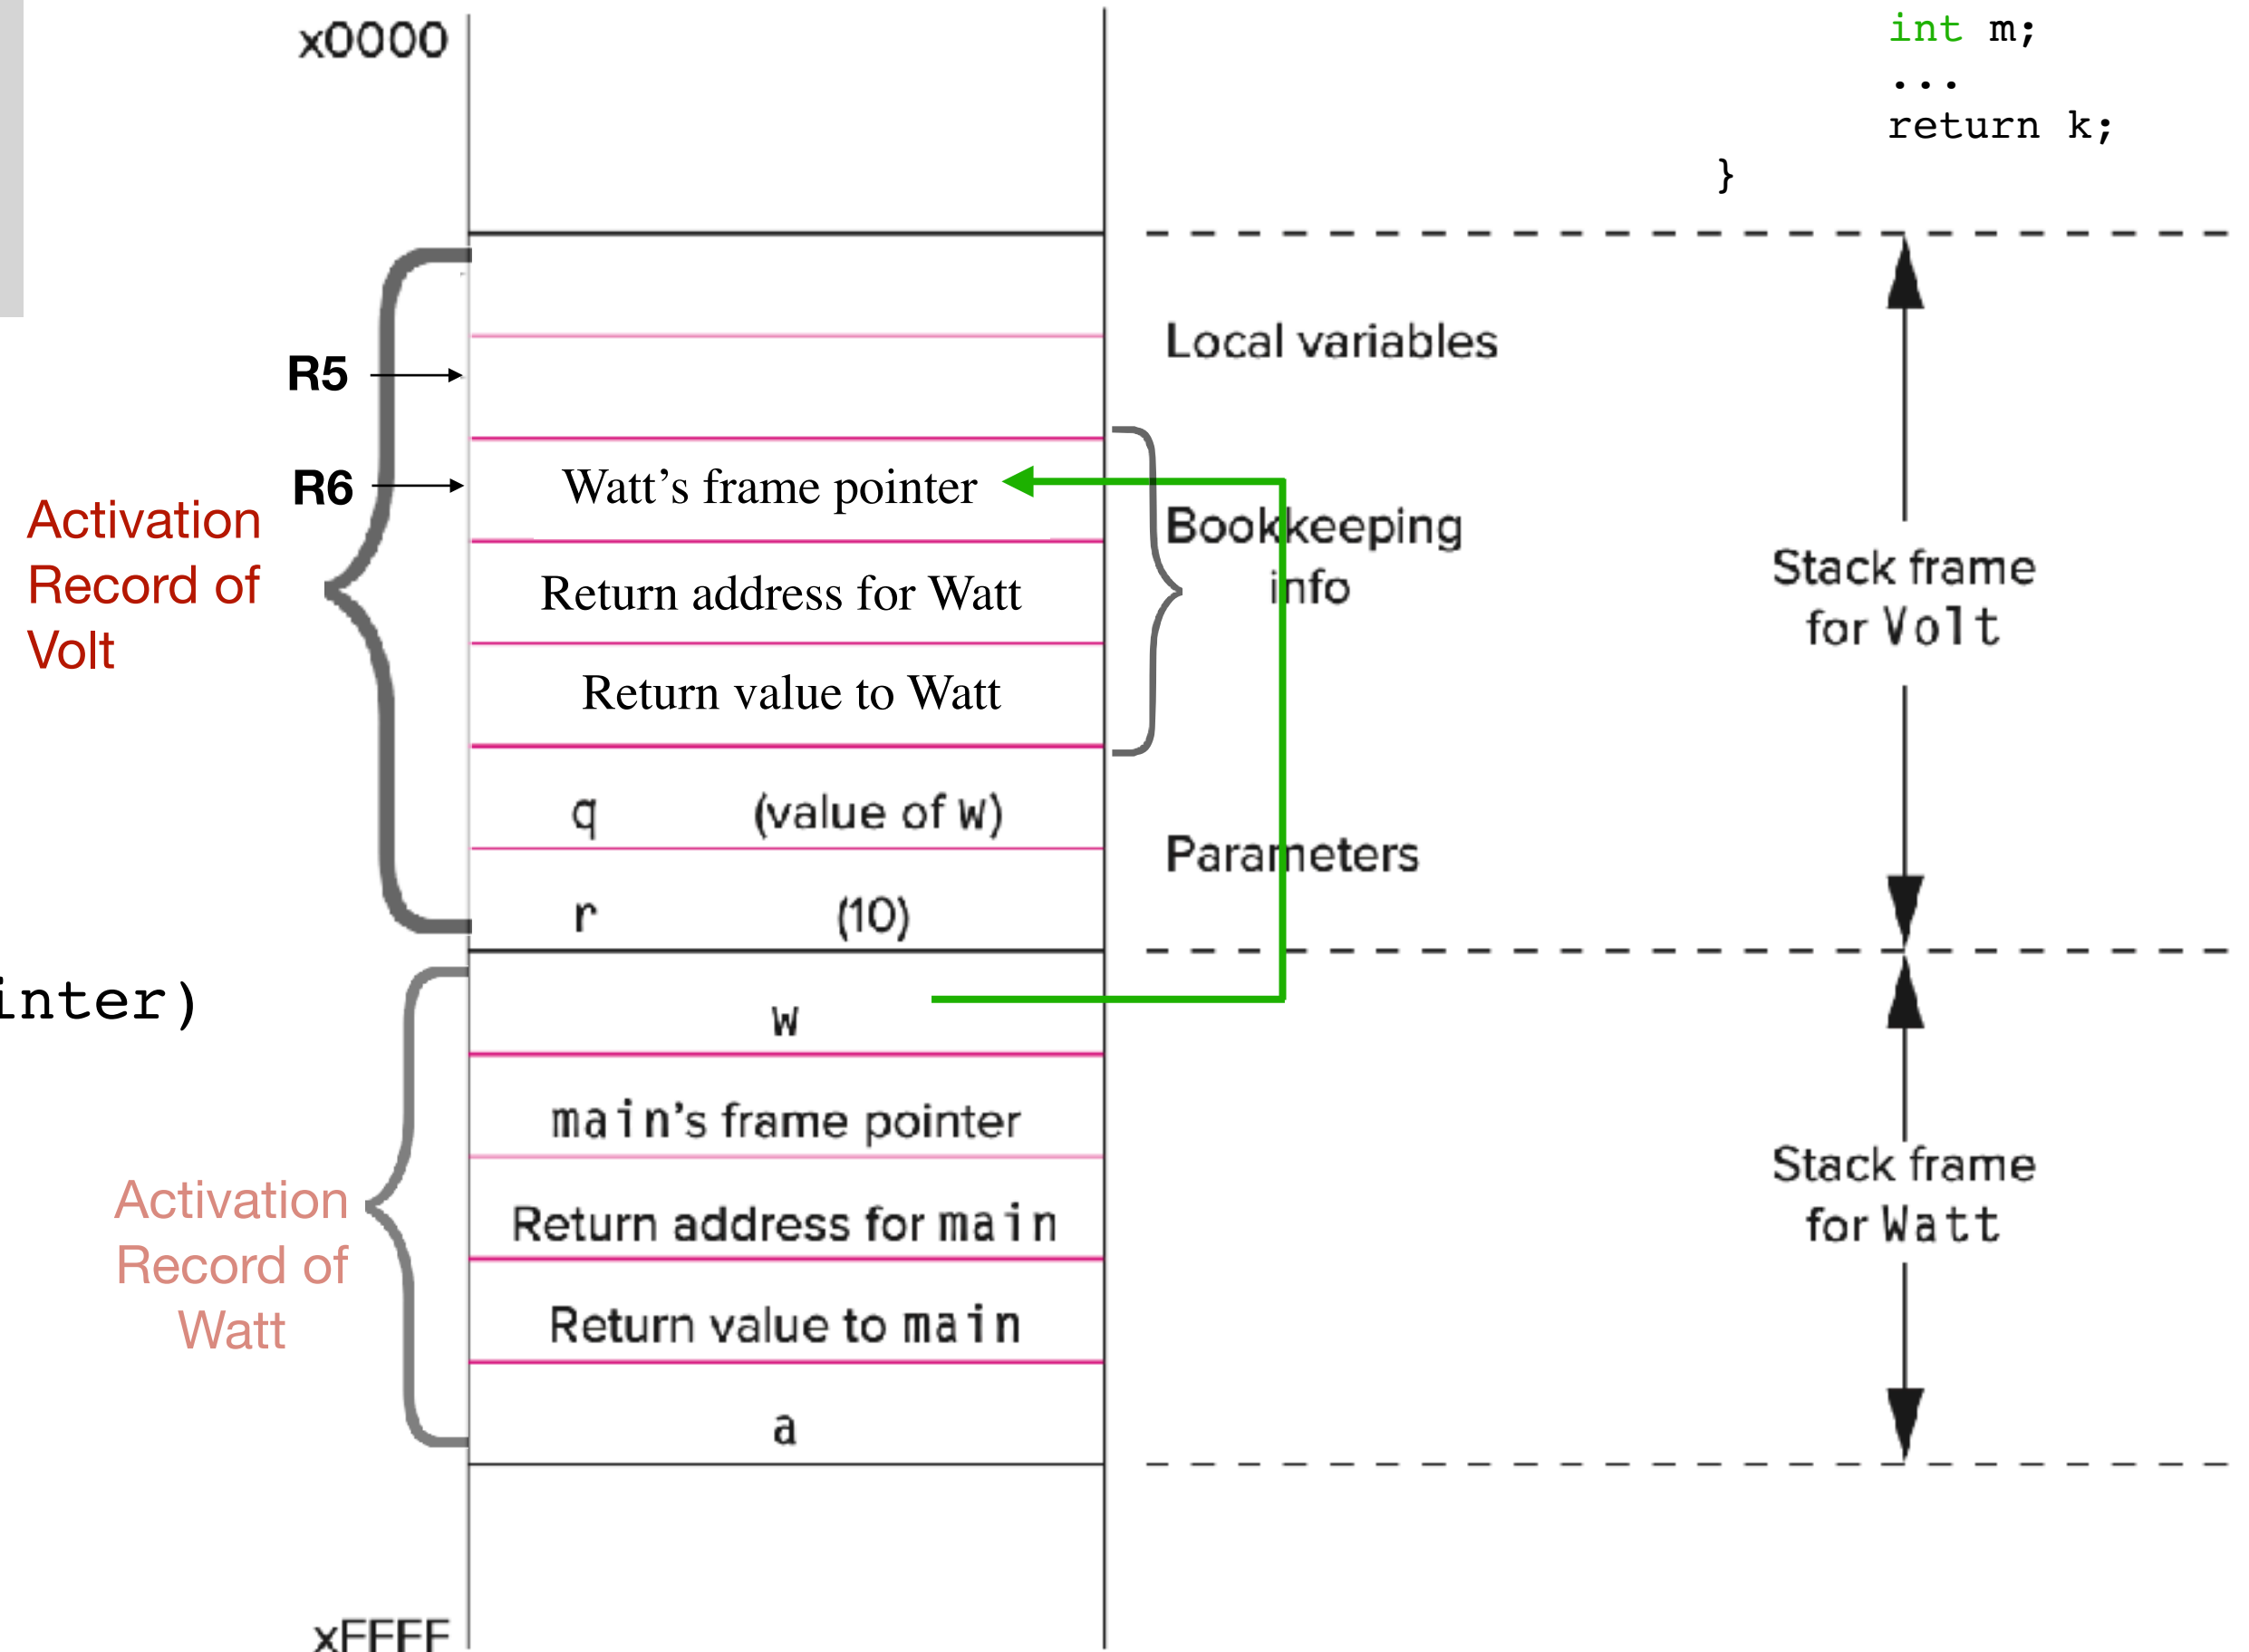 x0000
int m;
...
return k;
}
Local variables
R5
R6
Watt's frame pointer
Activation
Record of
Volt
Bookkeeping
info
Return address for Watt
Stack frame
for Volt
Return value to Watt
q (value of w)
Parameters
r (10)
inter)
w
main's frame pointer
Activation
Record of
Watt
Return address for main
Stack frame
for Watt
Return value to main
a
xFFFF